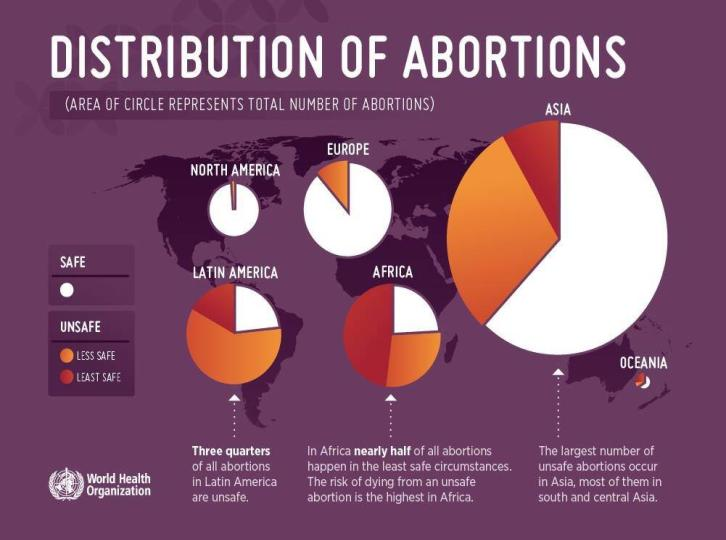 DISTRIBUTION OF ABORTIONS
(AREA OF CIRCLE REPRESENTS TOTAL NUMBER OF ABORTIONS)
ASIA
EUROPE
NORTH AMERICA
SAFE
LATIN AMERICA
AFRICA
UNSAFE
LESS SAFE
LEAST SAFE
OCEANIA
Three quarters
of all abortions
in Latin America
are unsafe.
In Africa nearly half of all abortions
happen in the least safe circumstances.
The risk of dying from an unsafe
abortion is the highest in Africa.
The largest number of
unsafe abortions occur
in Asia, most of them in
south and central Asia.
World Health
Organization